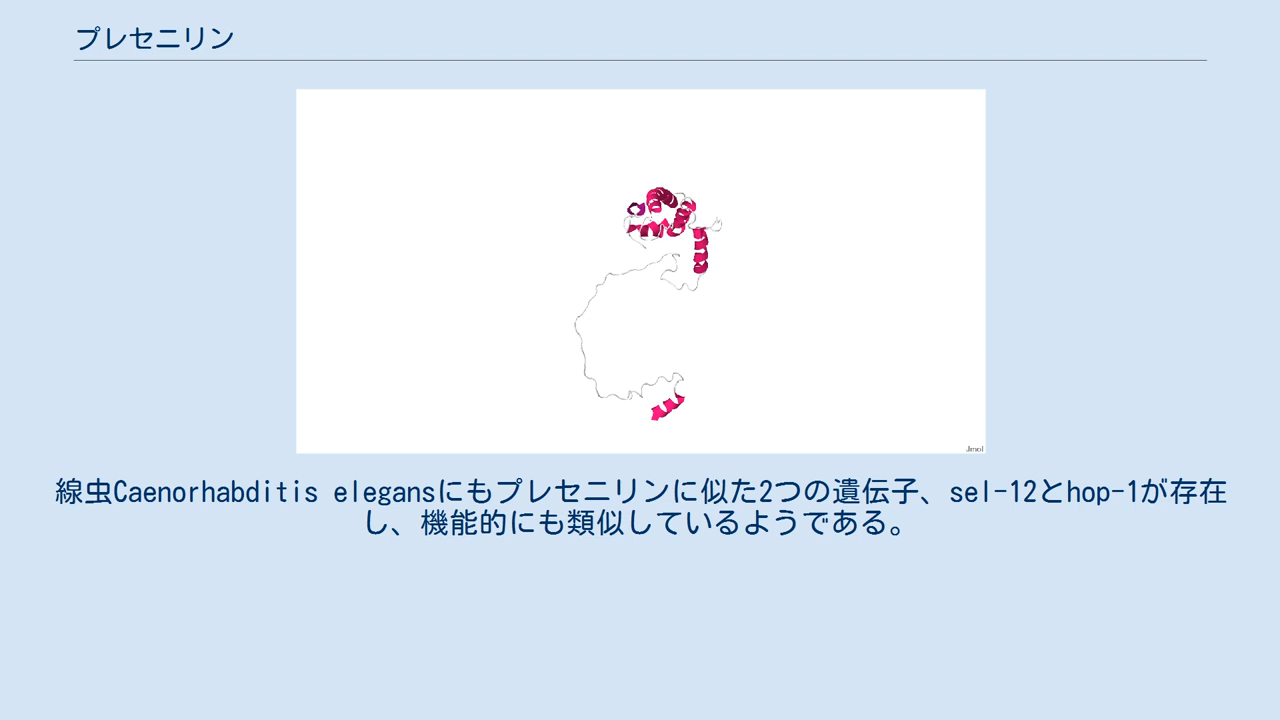 プレセニリン
Jmol
線虫Caenorhabditis elegansにもプレセニリンに似た2つの遺伝子、sel-12とhop-1が存在
し、機能的にも類似しているようである。